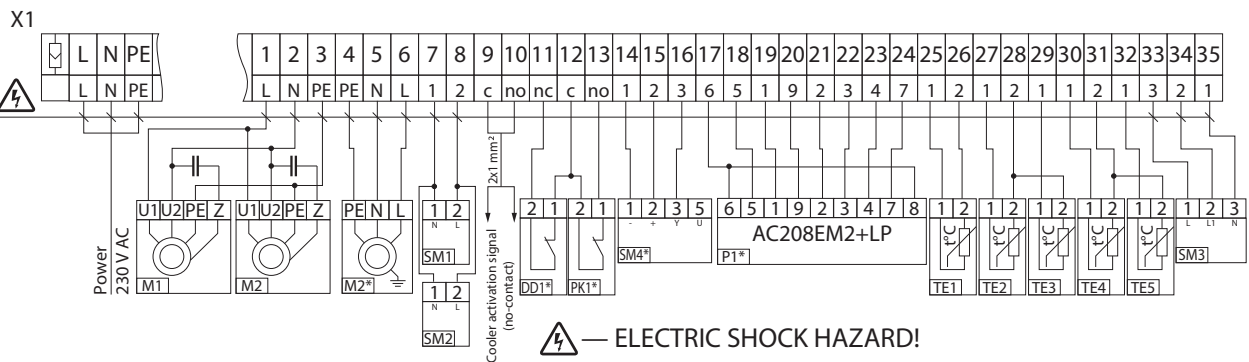 X1
L N PE 1 2 3 4 5 6 7 8 9 10 11 12 13 14 15 16 17 18 19 20 21 22 23 24 25 26 27 28 29 30 31 32 33 34 35
L N PE L N PE PE N L 1 2 c no nc c no 1 2 3 6 5 1 9 2 3 4 7 1 2 1 2 1 1 2 1 3 2 1
Power
230 V AC
U1 U2 PE Z
M1
U1 U2 PE Z
M2
PE N L
M2*
1 2
N L
SM1
1 2
N L
SM2
2x1 mm²
Cooler activation signal
(no-contact)
2 1
DD1*
2 1
PK1*
1 2 3 5
- + Y U
SM4*
6 5 1 9 2 3 4 7 8
AC208EM2+LP
P1*
1 2
t°C
TE1
1 2
t°C
TE2
1 2
t°C
TE3
1 2
t°C
TE4
1 2
t°C
TE5
1 2 3
L L1 N
SM3
— ELECTRIC SHOCK HAZARD!